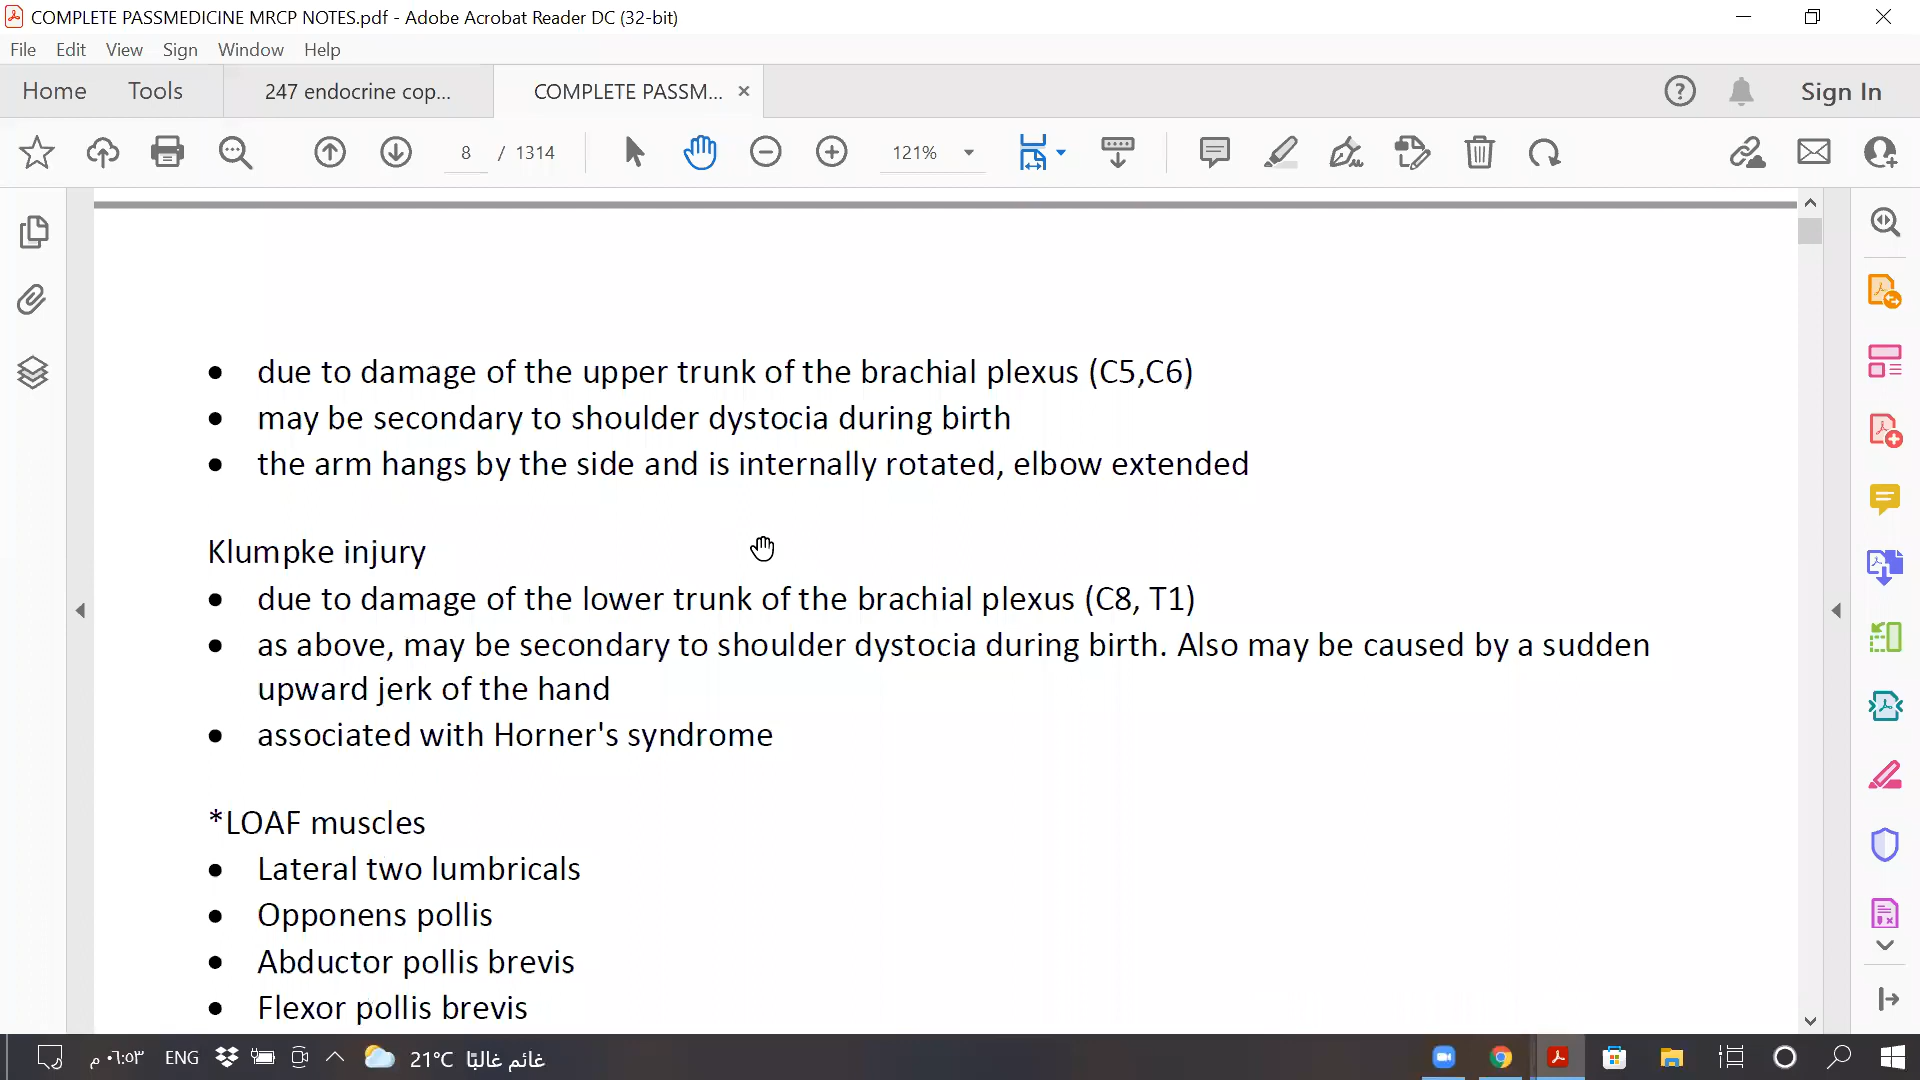 COMPLETE PASSMEDICINE MRCP NOTES.pdf - Adobe Acrobat Reader DC (32-bit)
File Edit View Sign Window Help
Home Tools 247 endocrine cop... COMPLETE PASSM... × Sign In
8 / 1314 121%
• due to damage of the upper trunk of the brachial plexus (C5,C6)
• may be secondary to shoulder dystocia during birth
• the arm hangs by the side and is internally rotated, elbow extended
Klumpke injury
• due to damage of the lower trunk of the brachial plexus (C8, T1)
• as above, may be secondary to shoulder dystocia during birth. Also may be caused by a sudden
upward jerk of the hand
• associated with Horner's syndrome
*LOAF muscles
• Lateral two lumbricals
• Opponens pollis
• Abductor pollis brevis
• Flexor pollis brevis
٠٦:٥٣ م ENG 21°C غائم غالبًا